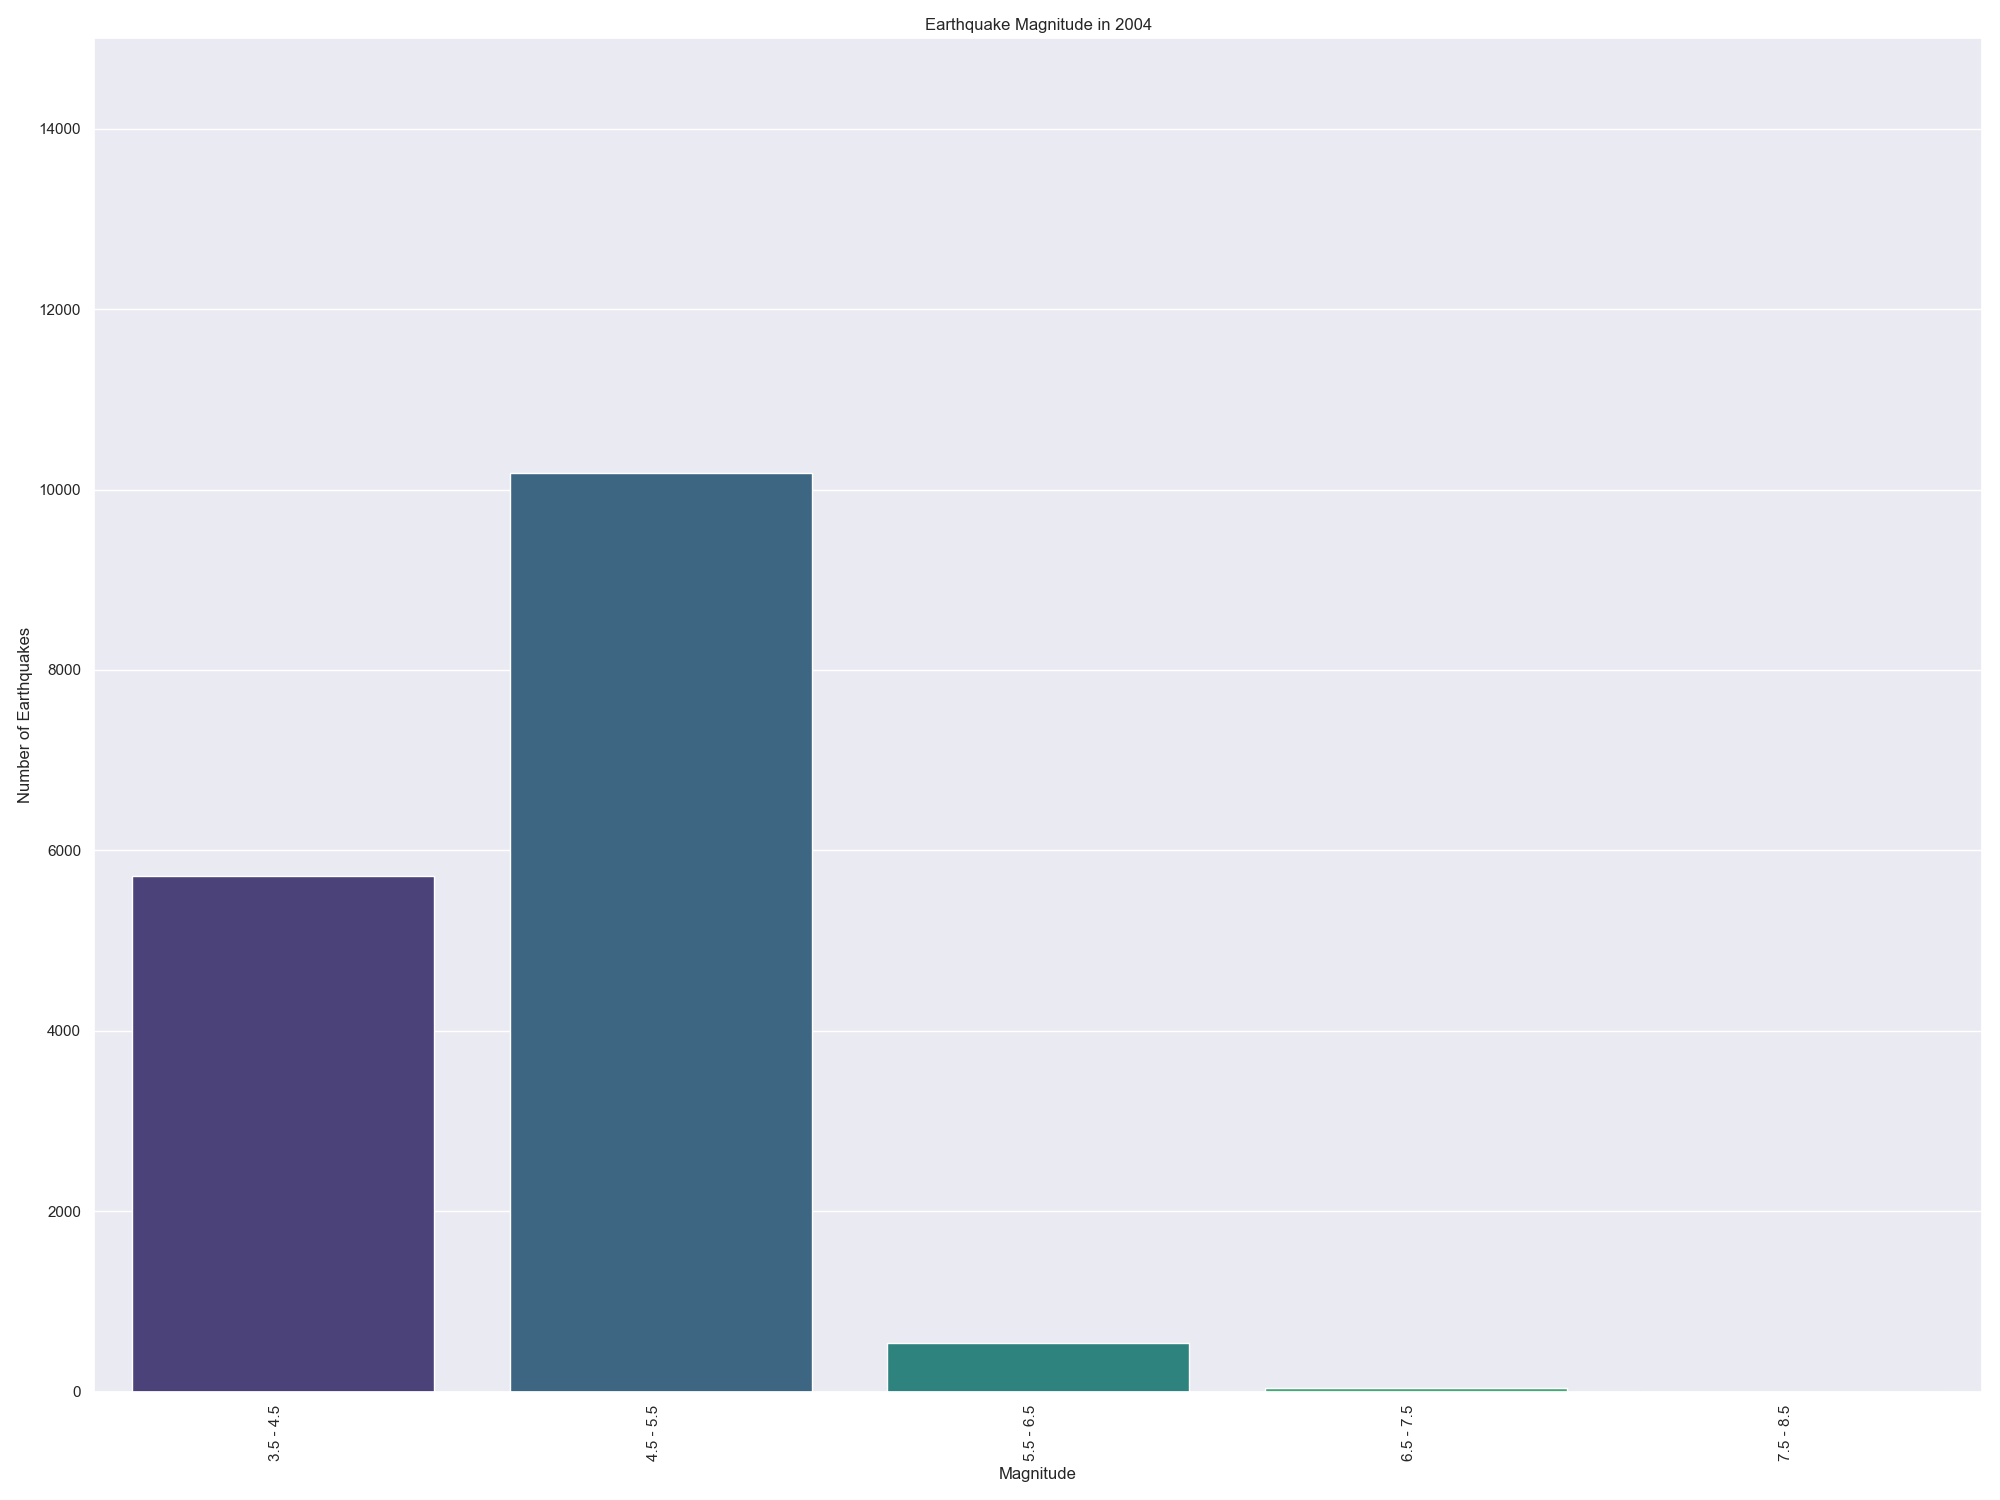 Earthquake Magnitude in 2004
14000
12000
10000
8000
6000
4000
2000
0
Number of Earthquakes
3.5 - 4.5
4.5 - 5.5
5.5 - 6.5
6.5 - 7.5
7.5 - 8.5
Magnitude